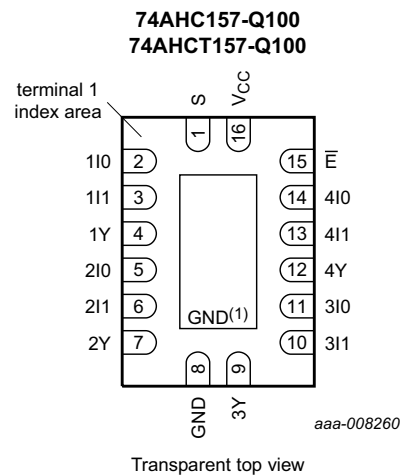 74AHC157-Q100
74AHCT157-Q100
terminal 1
index area
S
VCC
1
16
1I0 2
15 E̅
1I1 3
14 4I0
1Y 4
13 4I1
2I0 5
12 4Y
2I1 6
11 3I0
GND(1)
2Y 7
10 3I1
8
9
GND
3Y
aaa-008260
Transparent top view